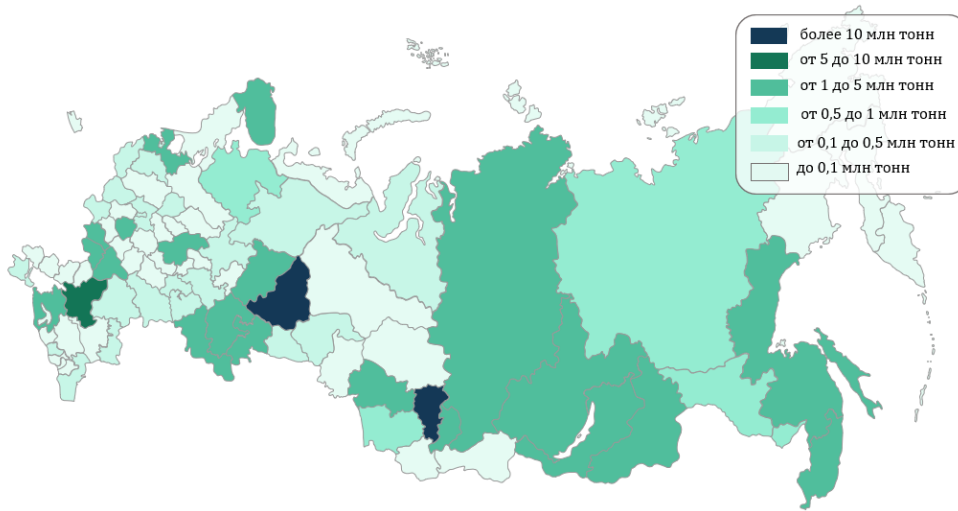 более 10 млн тонн
от 5 до 10 млн тонн
от 1 до 5 млн тонн
от 0,5 до 1 млн тонн
от 0,1 до 0,5 млн тонн
до 0,1 млн тонн